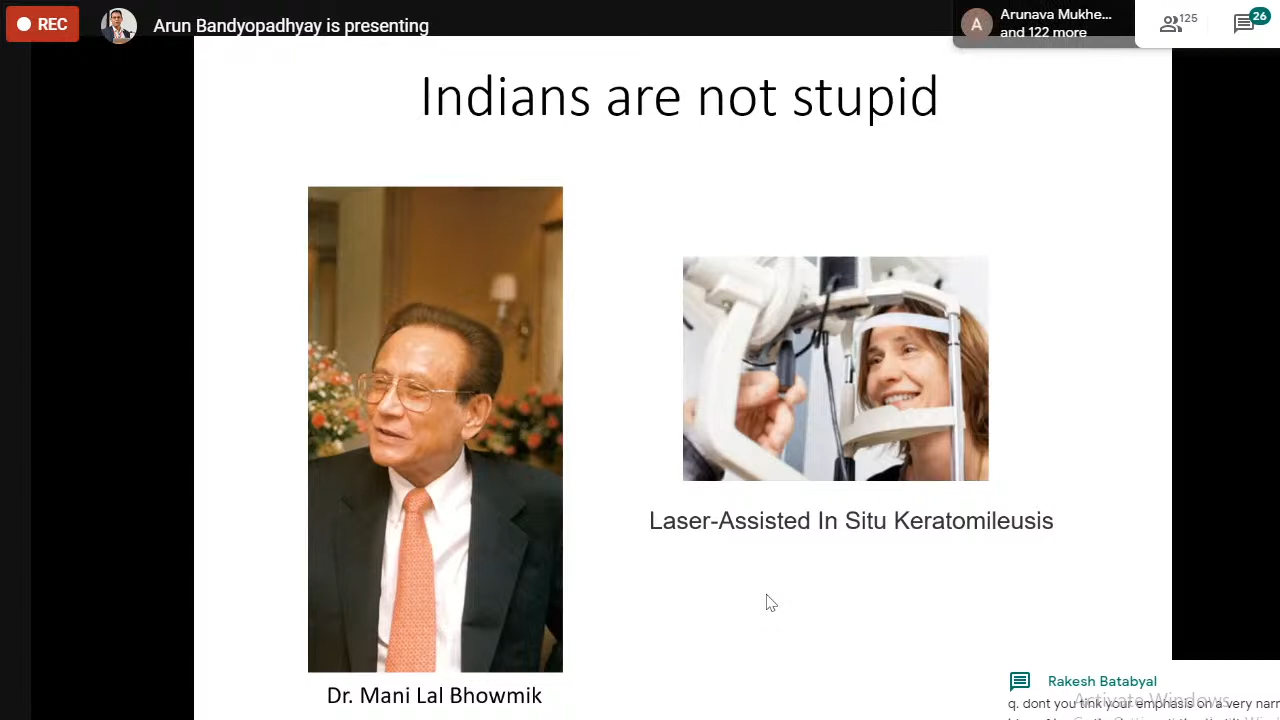 REC
Arun Bandyopadhyay is presenting
A
Arunava Mukhe...
and 122 more
125
26
Indians are not stupid
Laser-Assisted In Situ Keratomileusis
Dr. Mani Lal Bhowmik
Rakesh Batabyal
Activate Windows
q. dont you tink your emphasis on a very nar